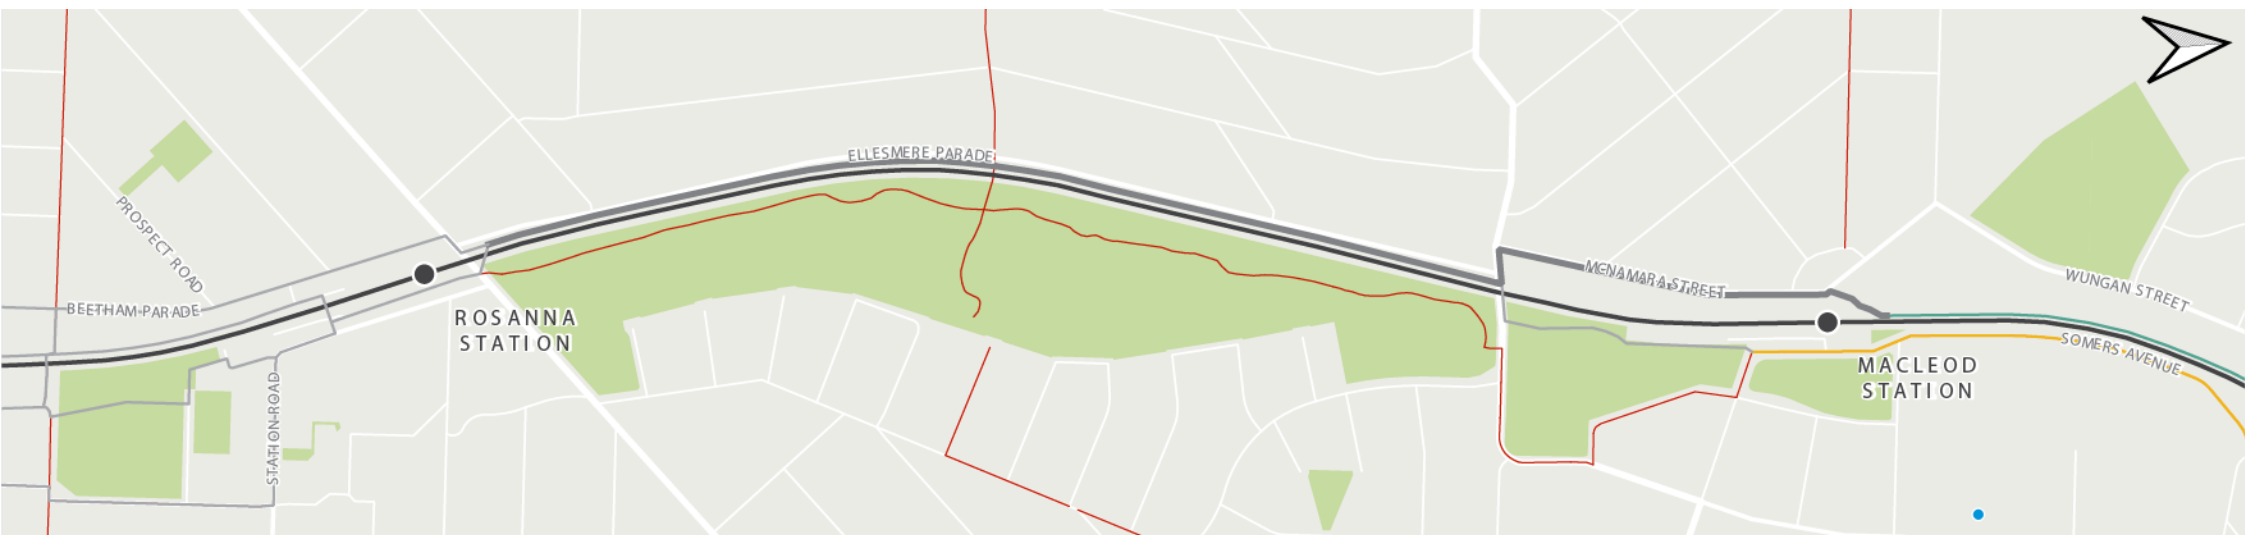 ELLESMERE PARADE
PROSPECT ROAD
BEETHAM PARADE
ROSANNA
STATION
STATION ROAD
MCNAMARA STREET
WUNGAN STREET
SOMERS AVENUE
MACLEOD
STATION